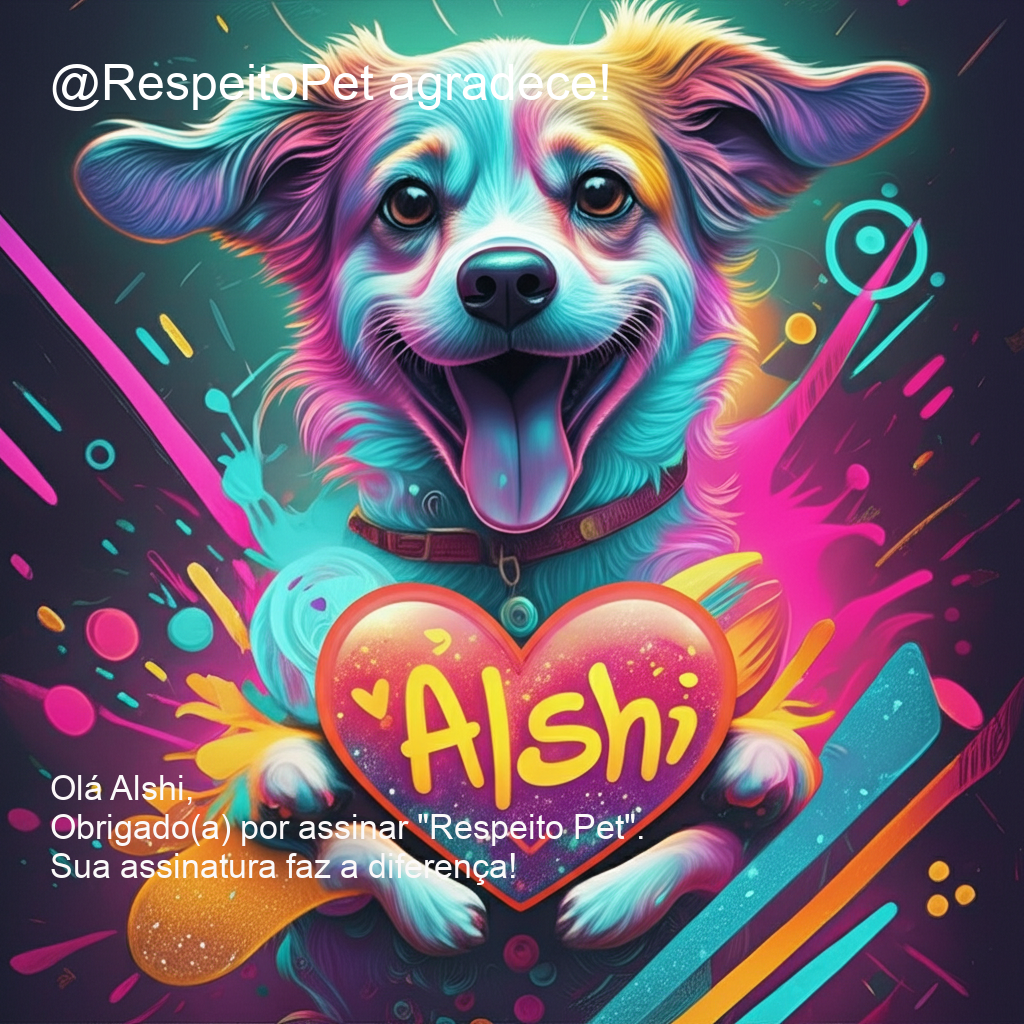 @RespeitoPet agradece!
Alshi
Olá Alshi,
Obrigado(a) por assinar "Respeito Pet".
Sua assinatura faz a diferença!